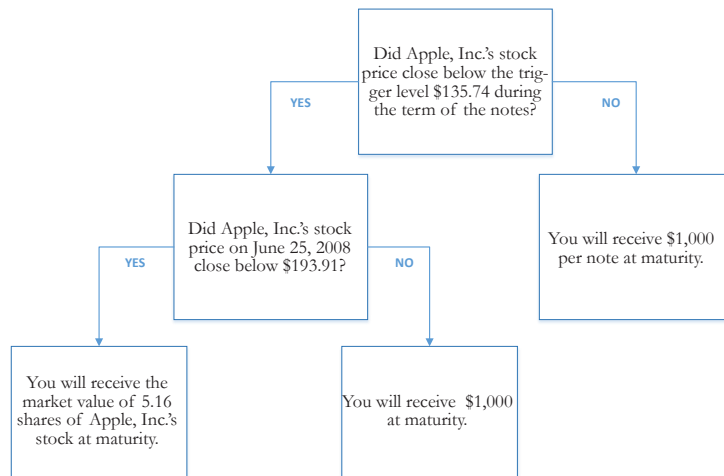 Did Apple, Inc.'s stock
price close below the trig-
ger level $135.74 during
the term of the notes?
YES
NO
Did Apple, Inc.'s stock
price on June 25, 2008
close below $193.91?
You will receive $1,000
per note at maturity.
YES
NO
You will receive the
market value of 5.16
shares of Apple, Inc.'s
stock at maturity.
You will receive $1,000
at maturity.